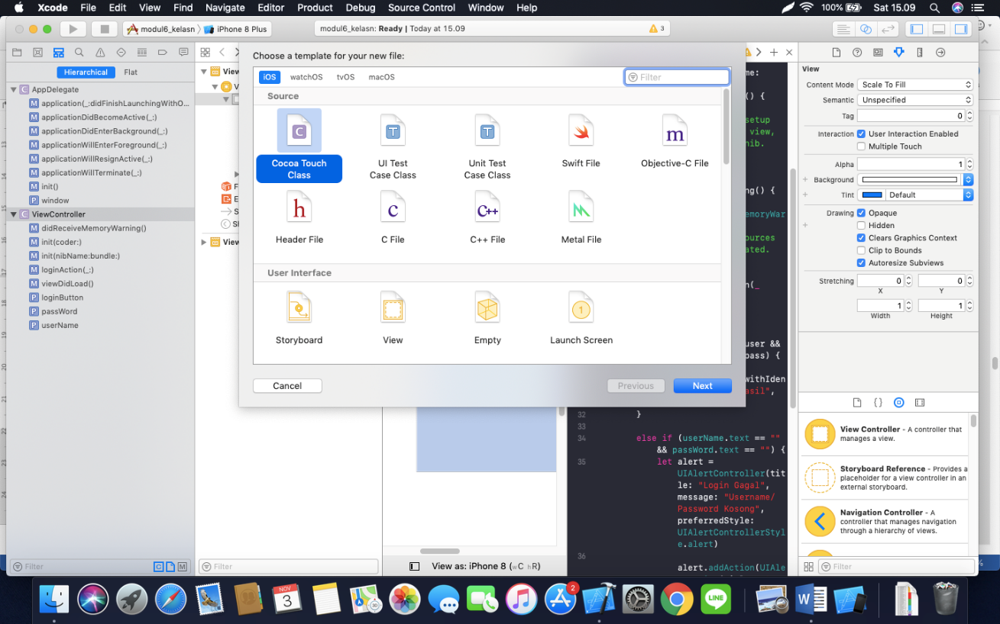 Xcode File Edit View Find Navigate Editor Product Debug Source Control Window Help 100% Sat 15.09
modul6_kelasn iPhone 8 Plus
modul6_kelasn: Ready | Today at 15.09 3
Hierarchical Flat
AppDelegate
application(_:didFinishLaunchingWithO...
applicationDidBecomeActive(_:)
applicationDidEnterBackground(_:)
applicationWillEnterForeground(_:)
applicationWillResignActive(_:)
applicationWillTerminate(_:)
init()
window
ViewController
didReceiveMemoryWarning()
init(coder:)
init(nibName:bundle:)
loginAction(_:)
viewDidLoad()
loginButton
passWord
userName
Filter
View
V
F
E
S
View
Filter
Choose a template for your new file:
iOS watchOS tvOS macOS Filter
Source
Cocoa Touch
Class
UI Test
Case Class
Unit Test
Case Class
Swift File
Objective-C File
Header File
C File
C++ File
Metal File
User Interface
Storyboard
View
Empty
Launch Screen
Cancel Previous Next
View as: iPhone 8 (wC hR)
me:
() {
setup
view,
nib.
ng() {
emoryWar
ources
ated.
n(_
user &&
pass) {
withIden
asil",
32 }
33
34 else if (userName.text == ""
&& passWord.text == "") {
35 let alert =
UIAlertController(tit
le: "Login Gagal",
message: "Username/
Password Kosong",
preferredStyle:
UIAlertControllerStyl
e.alert)
36
alert.addAction(UIAle
View
Content Mode Scale To Fill
Semantic Unspecified
Tag 0
Interaction User Interaction Enabled
Multiple Touch
Alpha 1
Background
Tint Default
Drawing Opaque
Hidden
Clears Graphics Context
Clip to Bounds
Autoresize Subviews
Stretching 0 0
X Y
1 1
Width Height
View Controller - A controller that
manages a view.
Storyboard Reference - Provides a
placeholder for a view controller in an
external storyboard.
Navigation Controller - A
controller that manages navigation
through a hierarchy of views.
Filter
NOV
3
2
LINE